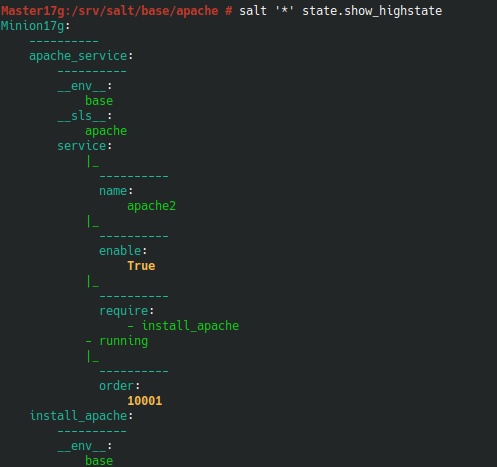 Master17g:/srv/salt/base/apache # salt '*' state.show_highstate
Minion17g:
    ----------
    apache_service:
        ----------
        __env__:
            base
        __sls__:
            apache
        service:
            |_
              ----------
              name:
                  apache2
            |_
              ----------
              enable:
                  True
            |_
              ----------
              require:
                  - install_apache
            - running
            |_
              ----------
              order:
                  10001
    install_apache:
        ----------
        __env__:
            base